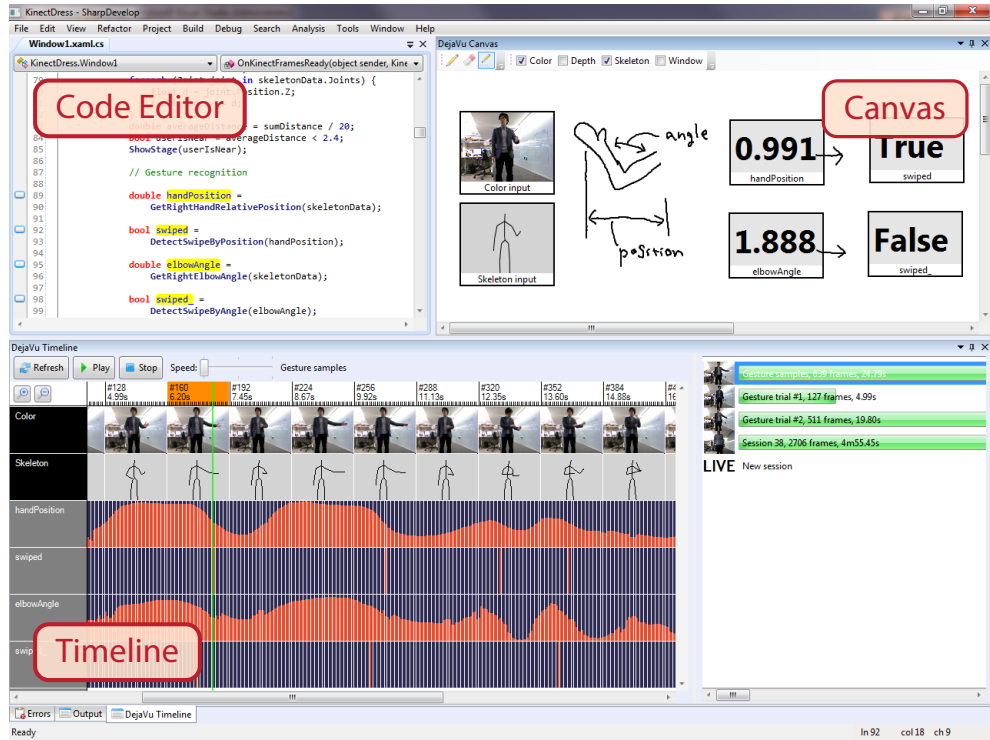 KinectDress - SharpDevelop
File Edit View Refactor Project Build Debug Search Analysis Tools Window Help
Window1.xaml.cs
KinectDress.Window1
OnKinectFramesReady(object sender, Kine
Code Editor
79
in skeletonData.Joints) {
joint.Position.Z;
d;
= sumDistance / 20;
84 bool userIsNear = averageDistance < 2.4;
85 ShowStage(userIsNear);
86
87 // Gesture recognition
88
89 double handPosition =
90 GetRightHandRelativePosition(skeletonData);
91
92 bool swiped =
93 DetectSwipeByPosition(handPosition);
94
95 double elbowAngle =
96 GetRightElbowAngle(skeletonData);
97
98 bool swiped_ =
99 DetectSwipeByAngle(elbowAngle);
DejaVu Canvas
Color Depth Skeleton Window
Canvas
Color input
angle
position
Skeleton input
0.991
handPosition
True
swiped
1.888
elbowAngle
False
swiped_
DejaVu Timeline
Refresh Play Stop Speed: Gesture samples
#128 #160 #192 #224 #256 #288 #320 #352 #384 #4
4.99s 6.20s 7.45s 8.67s 9.92s 11.13s 12.35s 13.60s 14.88s 16
Color
Skeleton
handPosition
swiped
elbowAngle
Timeline
Gesture samples, 639 frames, 24.79s
Gesture trial #1, 127 frames, 4.99s
Gesture trial #2, 511 frames, 19.80s
Session 38, 2706 frames, 4m55.45s
LIVE New session
Errors Output DejaVu Timeline
Ready
ln 92 col 18 ch 9